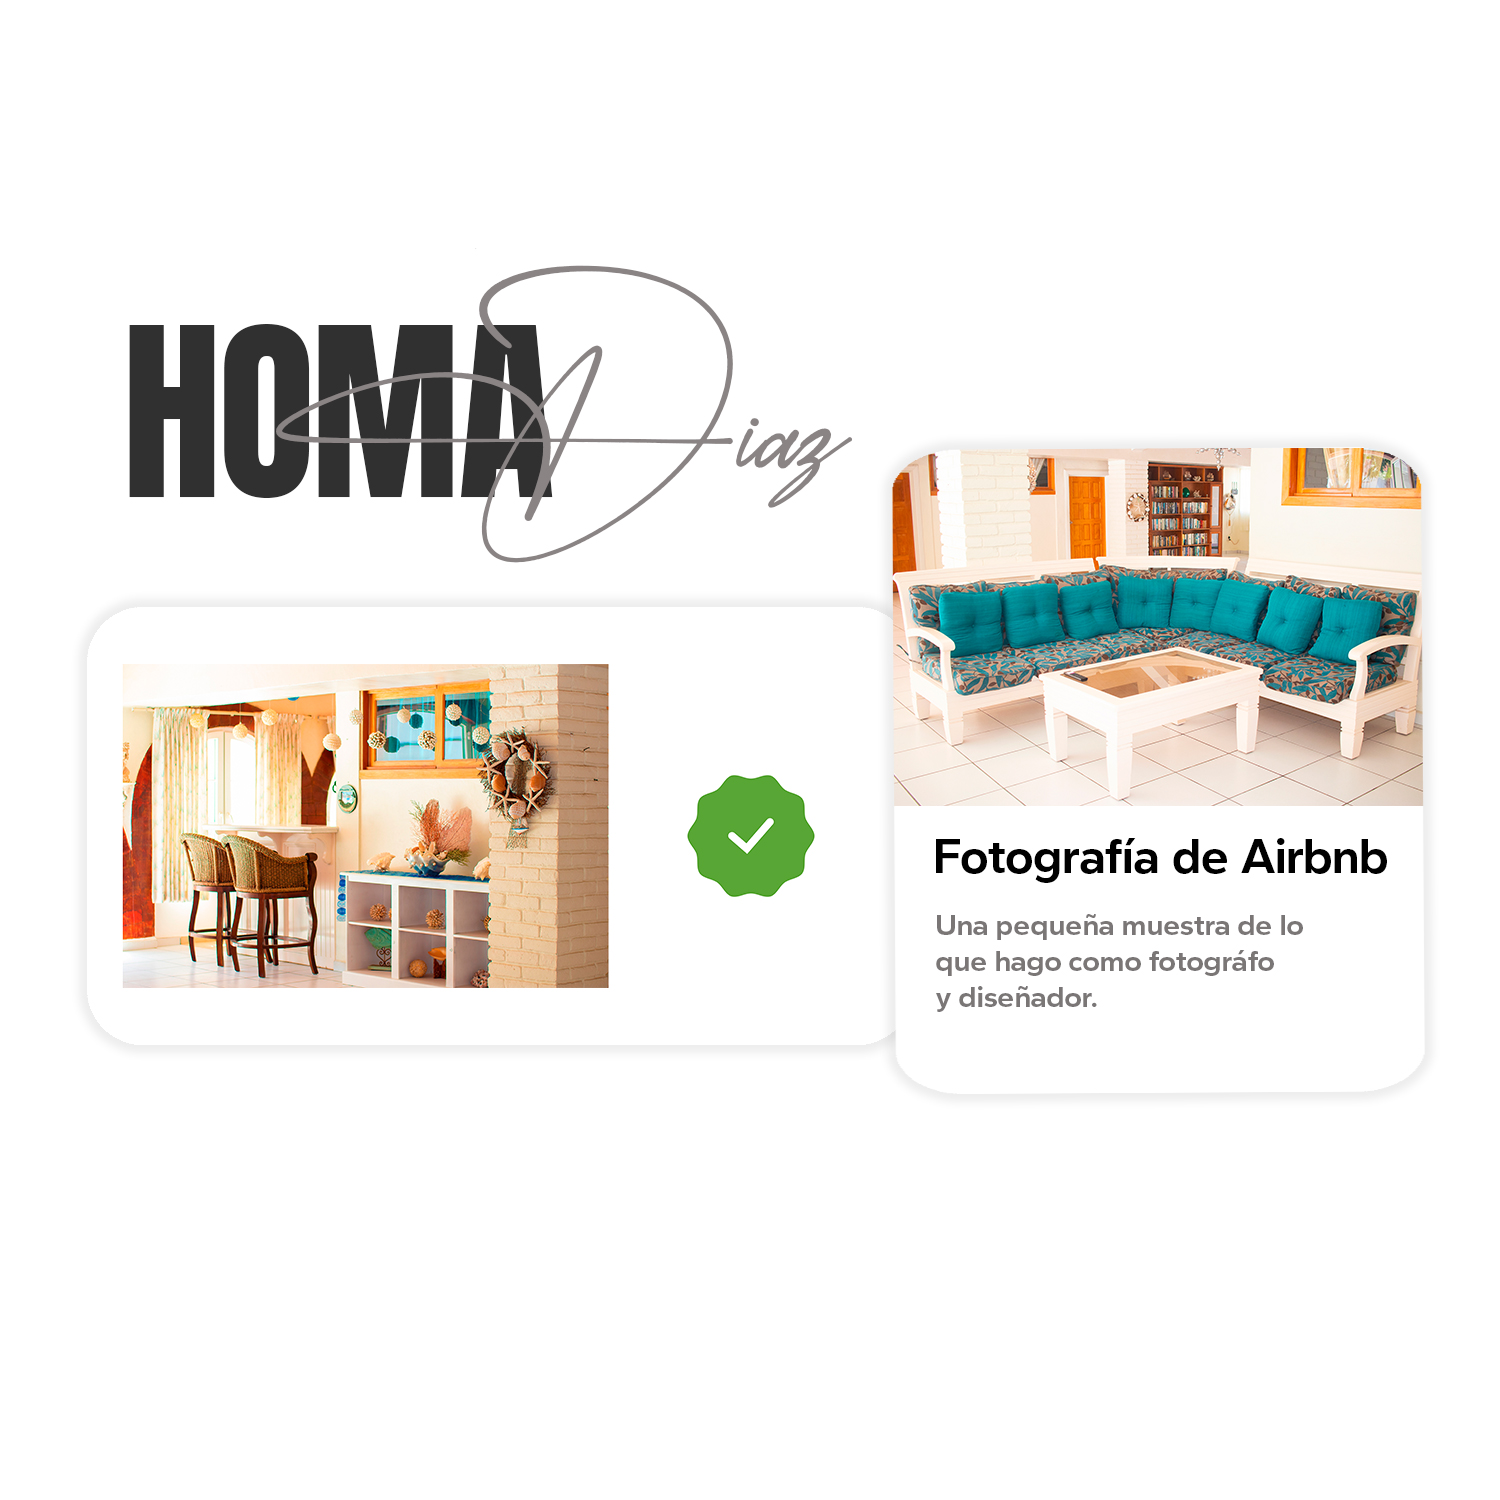 HOMA
Diaz
Fotografía de Airbnb
Una pequeña muestra de lo
que hago como fotográfo
y diseñador.